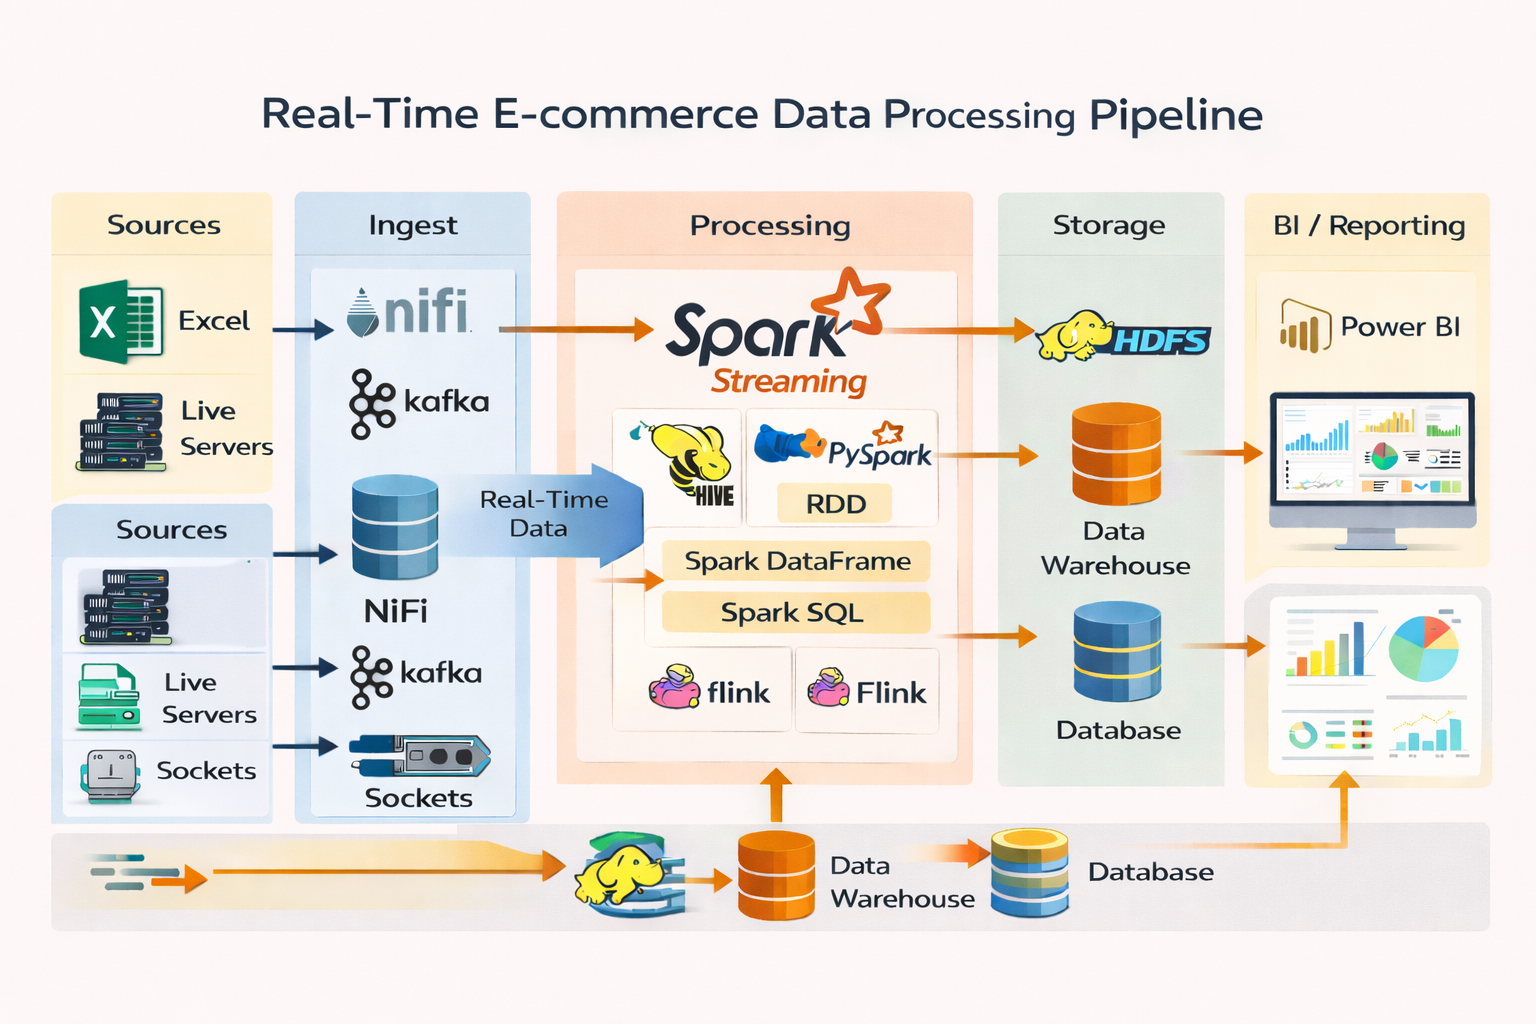 Real-Time E-commerce Data Processing Pipeline
Sources
Excel
Live
Servers
Sources
Live
Servers
Sockets
Ingest
nifi
kafka
NiFi
kafka
Sockets
Real-Time
Data
Processing
Spark
Streaming
HIVE
PySpark
RDD
Spark DataFrame
Spark SQL
flink
Flink
Storage
HDFS
Data
Warehouse
Database
BI / Reporting
Power BI
Data
Warehouse
Database